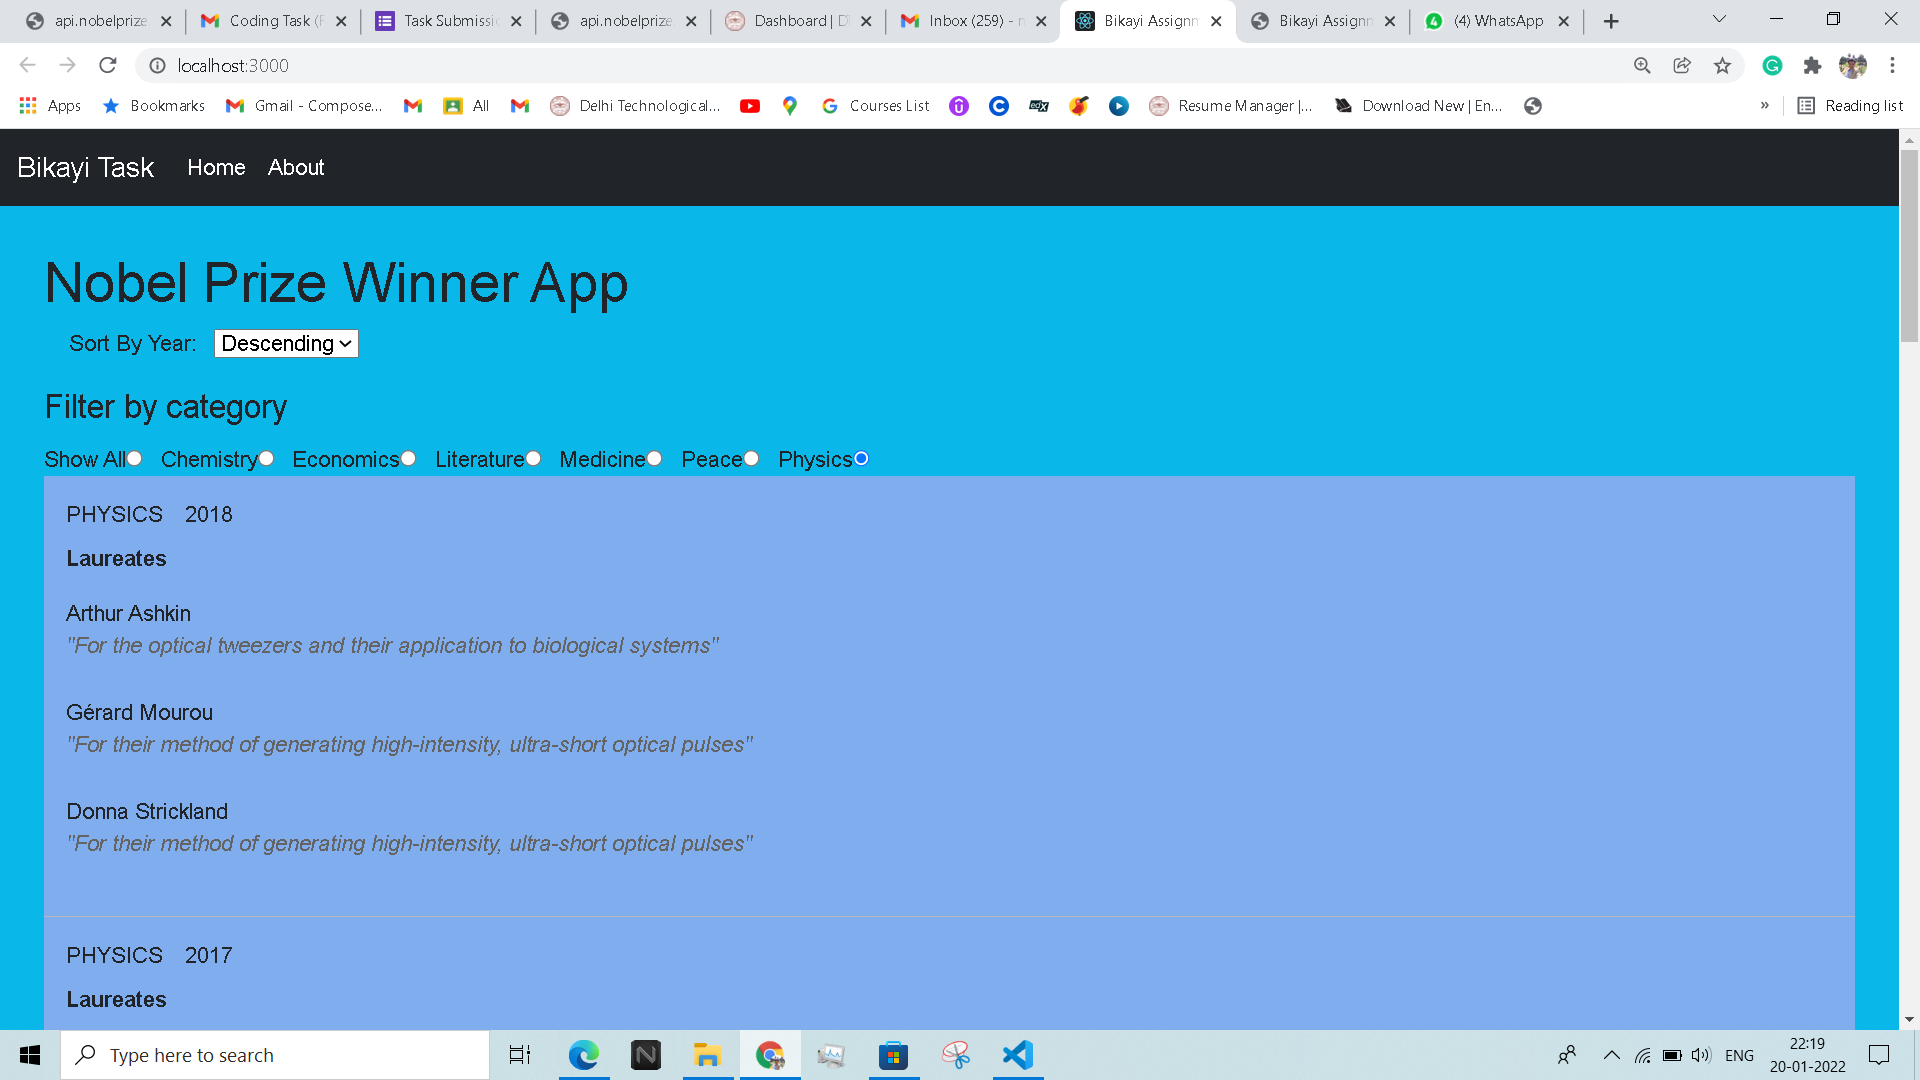 api.nobelprize. Coding Task (F Task Submissic api.nobelprize. Dashboard | D Inbox (259) - n Bikayi Assignm Bikayi Assignm (4) WhatsApp
localhost:3000
Apps Bookmarks Gmail - Compose... All Delhi Technological... Courses List Resume Manager |... Download New | En... » Reading list
Bikayi Task Home About
Nobel Prize Winner App
Sort By Year: Descending
Filter by category
Show All Chemistry Economics Literature Medicine Peace Physics
PHYSICS 2018
Laureates
Arthur Ashkin
"For the optical tweezers and their application to biological systems"
Gérard Mourou
"For their method of generating high-intensity, ultra-short optical pulses"
Donna Strickland
"For their method of generating high-intensity, ultra-short optical pulses"
PHYSICS 2017
Laureates
Type here to search
ENG
22:19
20-01-2022